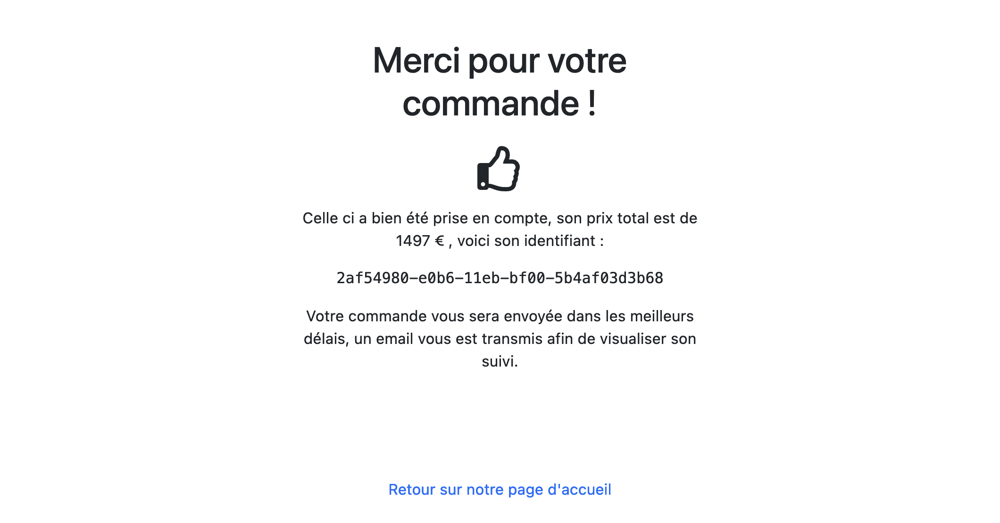 Merci pour votre
commande !
Celle ci a bien été prise en compte, son prix total est de
1497 € , voici son identifiant :
2af54980-e0b6-11eb-bf00-5b4af03d3b68
Votre commande vous sera envoyée dans les meilleurs
délais, un email vous est transmis afin de visualiser son
suivi.
Retour sur notre page d'accueil